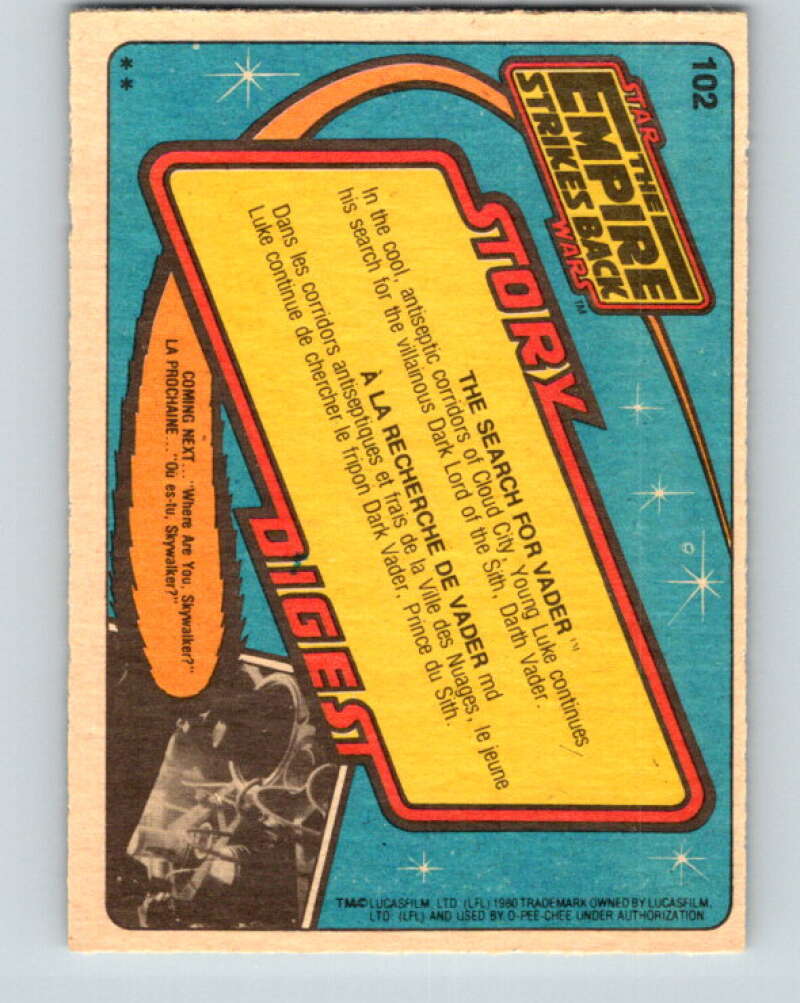 102
STAR
THE
EMPIRE
STRIKES BACK
WARS™
STORY
THE SEARCH FOR VADER™
In the cool, antiseptic corridors of Cloud City, Young Luke continues
his search for the villainous Dark Lord of the Sith, Darth Vader.
À LA RECHERCHE DE VADER md
Dans les corridors antiseptiques et frais de la Ville des Nuages, le jeune
Luke continue de chercher le fripon Dark Vader, Prince du Sith.
DIGEST
COMING NEXT... "Where Are You, Skywalker?"
LA PROCHAINE... "Où es-tu, Skywalker?"
TM©LUCASFILM, LTD. (LFL) 1980 TRADEMARK OWNED BY LUCASFILM,
LTD. (LFL) AND USED BY O-PEE-CHEE UNDER AUTHORIZATION.
**